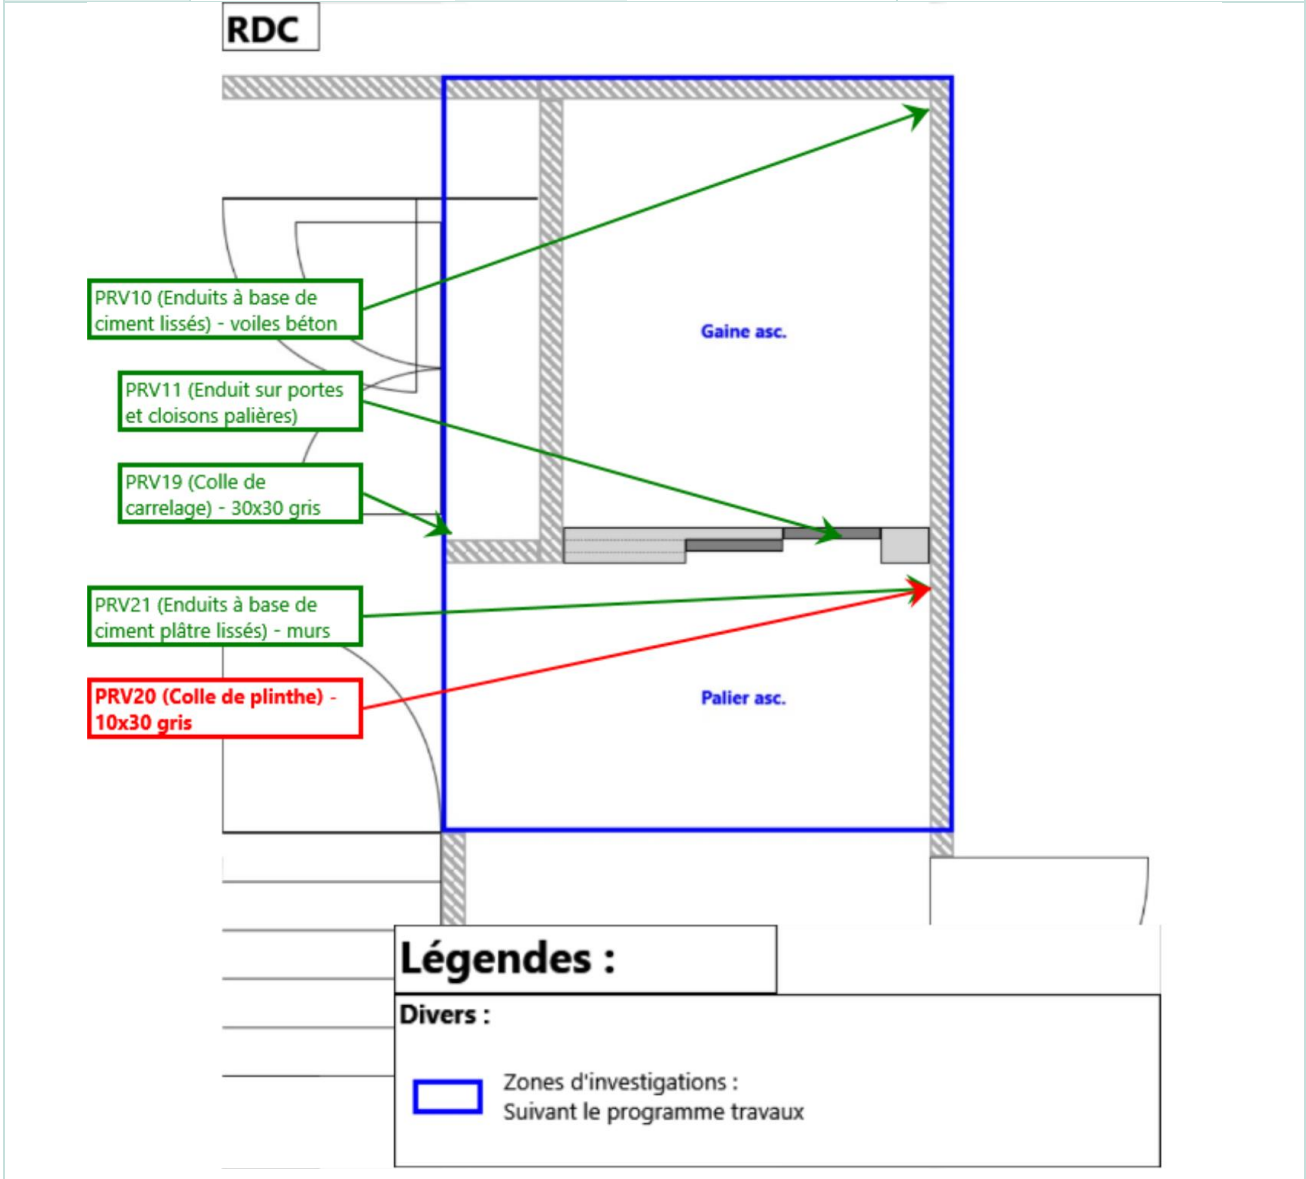 RDC
PRV10 (Enduits à base de
ciment lissés) - voiles béton
Gaine asc.
PRV11 (Enduit sur portes
et cloisons palières)
PRV19 (Colle de
carrelage) - 30x30 gris
PRV21 (Enduits à base de
ciment plâtre lissés) - murs
PRV20 (Colle de plinthe) -
10x30 gris
Palier asc.
Légendes :
Divers :
Zones d'investigations :
Suivant le programme travaux